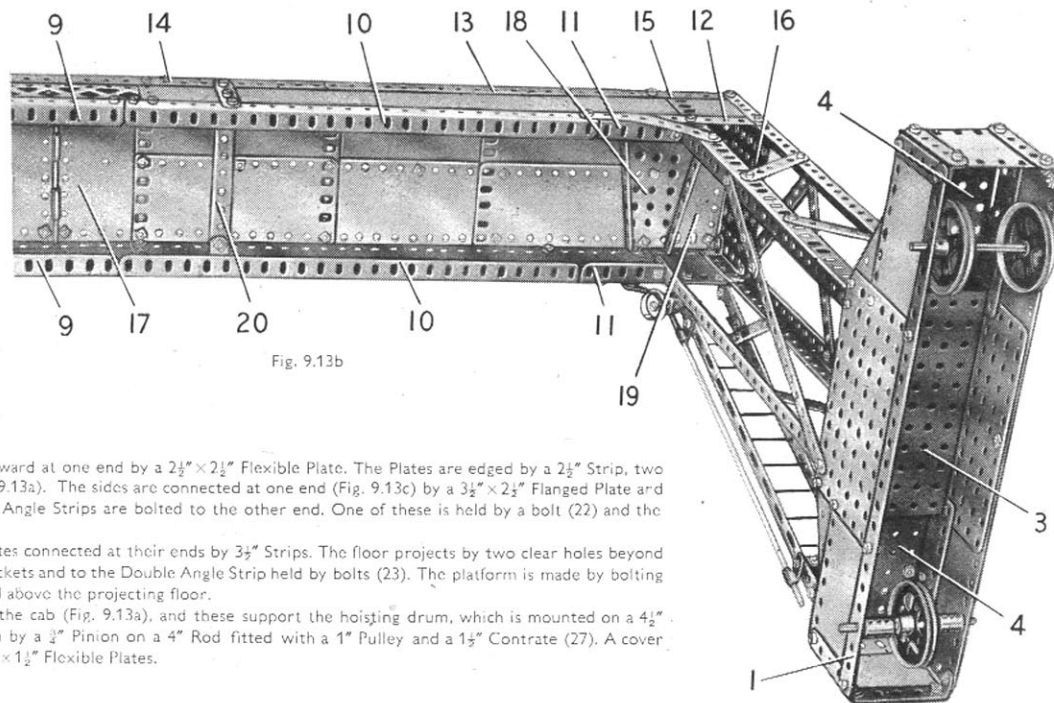 9 14 10 13 18 11 15 12 16
4
9 17 20 10 11
19
Fig. 9.13b
3
4
1
ward at one end by a 2½″ × 2½″ Flexible Plate. The Plates are edged by a 2½″ Strip, two
9.13a). The sides are connected at one end (Fig. 9.13c) by a 3½″ × 2½″ Flanged Plate and
Angle Strips are bolted to the other end. One of these is held by a bolt (22) and the
tes connected at their ends by 3½″ Strips. The floor projects by two clear holes beyond
ckets and to the Double Angle Strip held by bolts (23). The platform is made by bolting
above the projecting floor.
the cab (Fig. 9.13a), and these support the hoisting drum, which is mounted on a 4½″
by a ¾″ Pinion on a 4″ Rod fitted with a 1″ Pulley and a 1½″ Contrate (27). A cover
× 1½″ Flexible Plates.